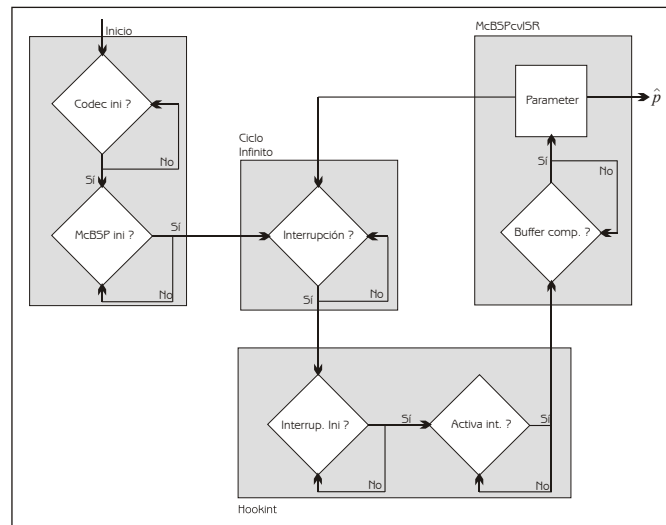 Inicio
Codec ini ?
No
Sí
McBSP ini ?
Sí
No
Ciclo
Infinito
Interrupción ?
No
Sí
McBSPcvISR
Parameter
p̂
Sí
No
Buffer comp. ?
Interrup. Ini ?
Sí
No
Activa int. ?
Sí
No
Hookint